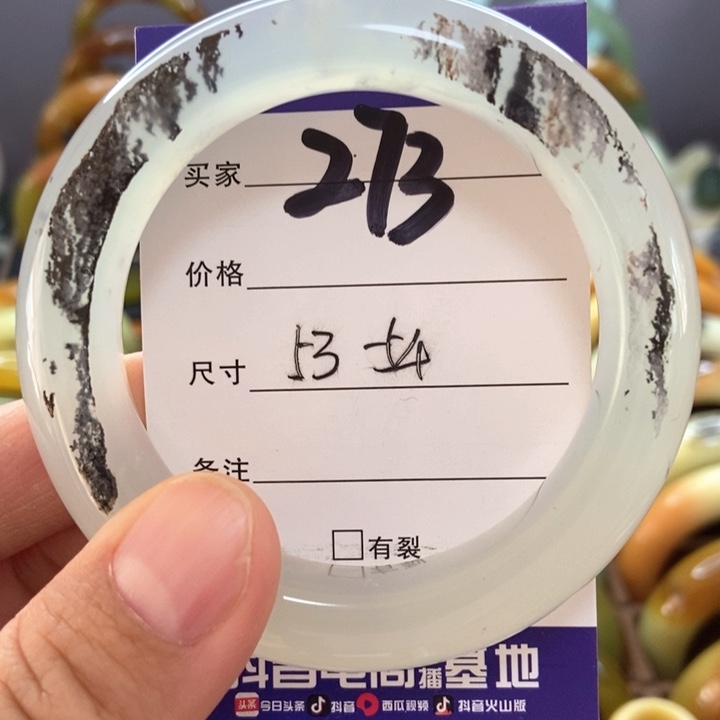 买家 273
价格
尺寸 53-54
备注
有裂
抖音电商直播基地
今日头条 抖音 西瓜视频 抖音火山版